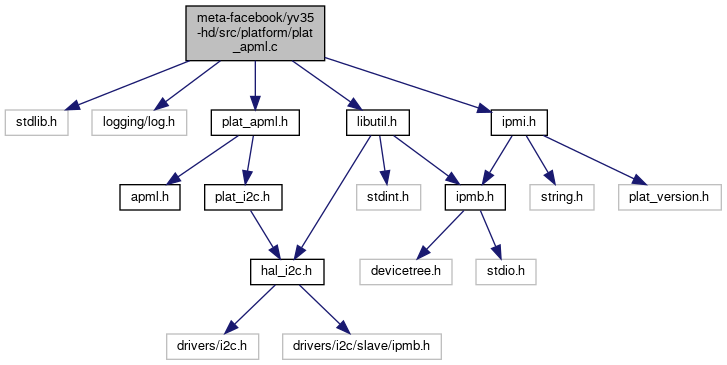 meta-facebook/yv35
-hd/src/platform/plat
_apml.c
stdlib.h
logging/log.h
plat_apml.h
libutil.h
ipmi.h
apml.h
plat_i2c.h
stdint.h
ipmb.h
string.h
plat_version.h
hal_i2c.h
devicetree.h
stdio.h
drivers/i2c.h
drivers/i2c/slave/ipmb.h